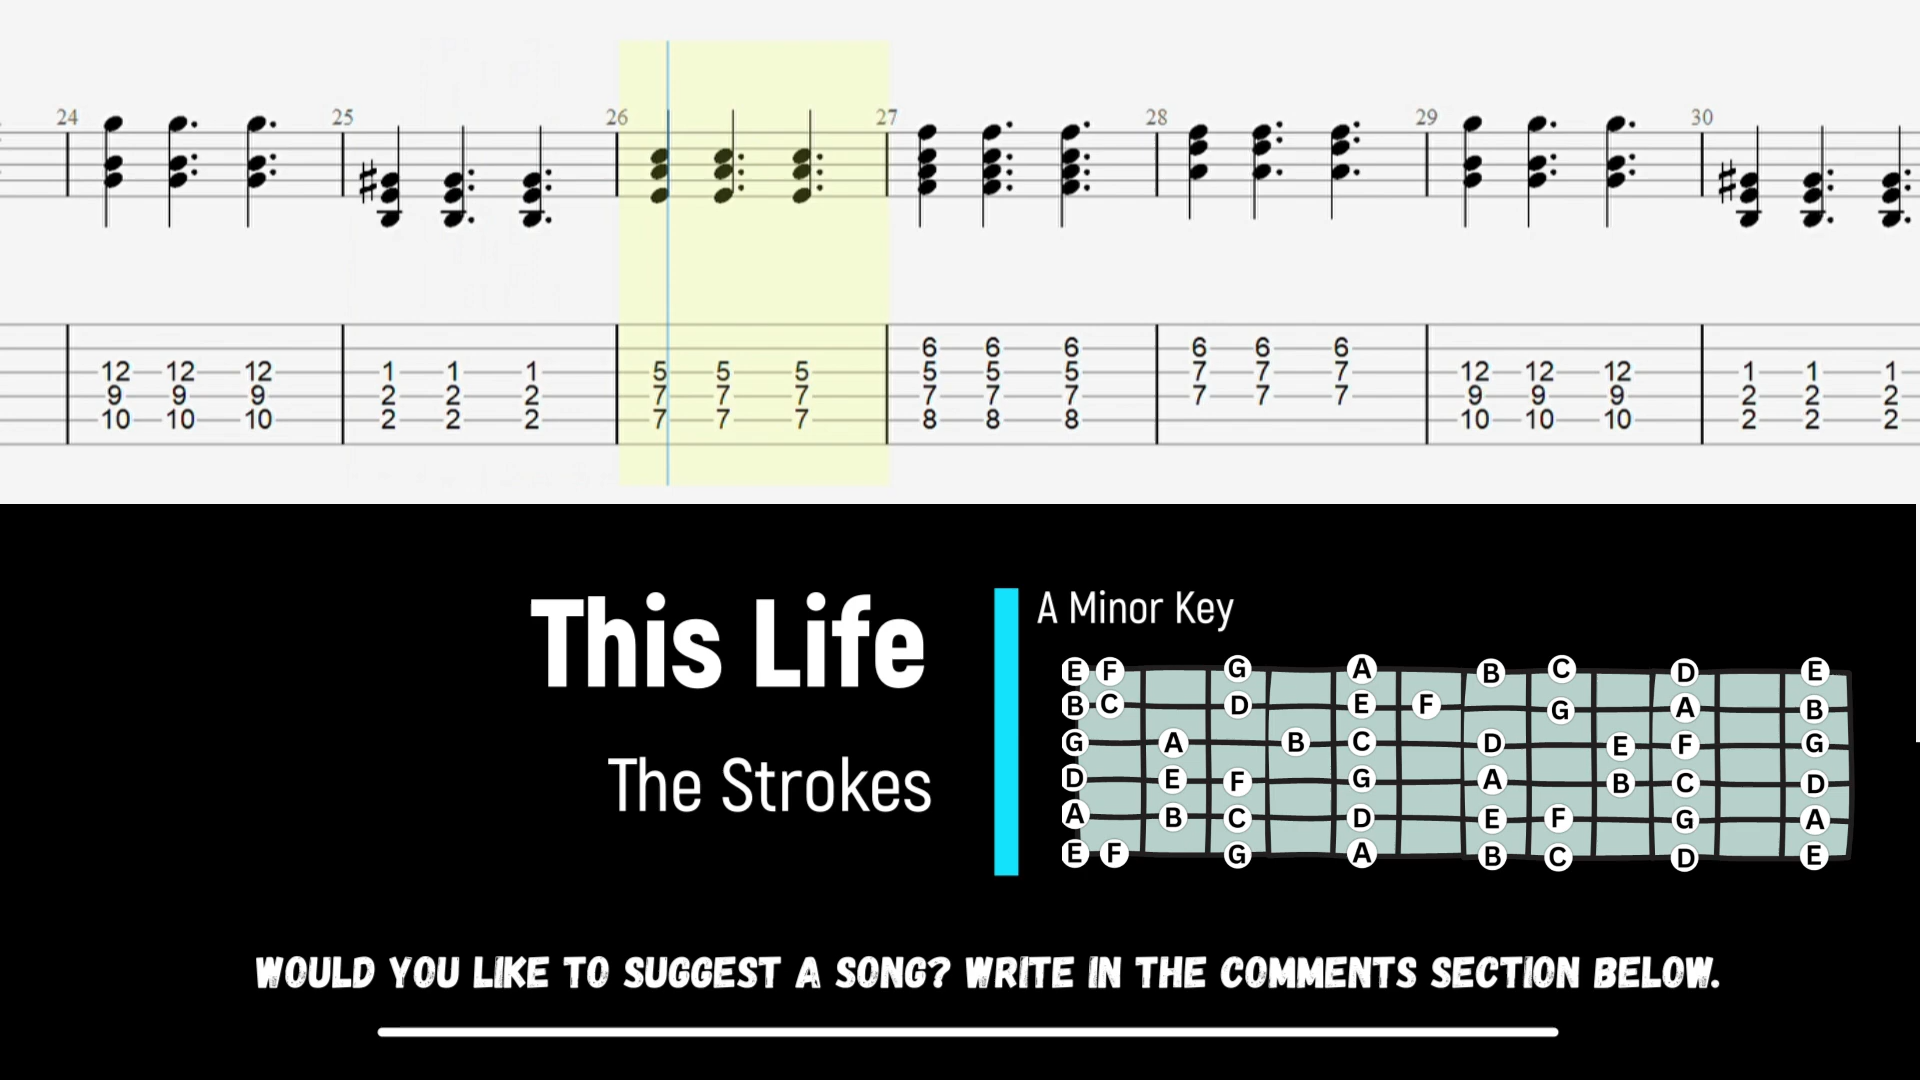 24 25 26 27 28 29 30
6 6 6 6 6 6
12 12 12 1 1 1 5 5 5 5 5 5 7 7 7 12 12 12 1 1 1
9 9 9 2 2 2 7 7 7 7 7 7 7 7 7 9 9 9 2 2 2
10 10 10 2 2 2 7 7 7 8 8 8 10 10 10 2 2 2
This Life
The Strokes
A Minor Key
E F G A B C D E
B C D E F G A B
G A B C D E F G
D E F G A B C D
A B C D E F G A
E F G A B C D E
WOULD YOU LIKE TO SUGGEST A SONG? WRITE IN THE COMMENTS SECTION BELOW.